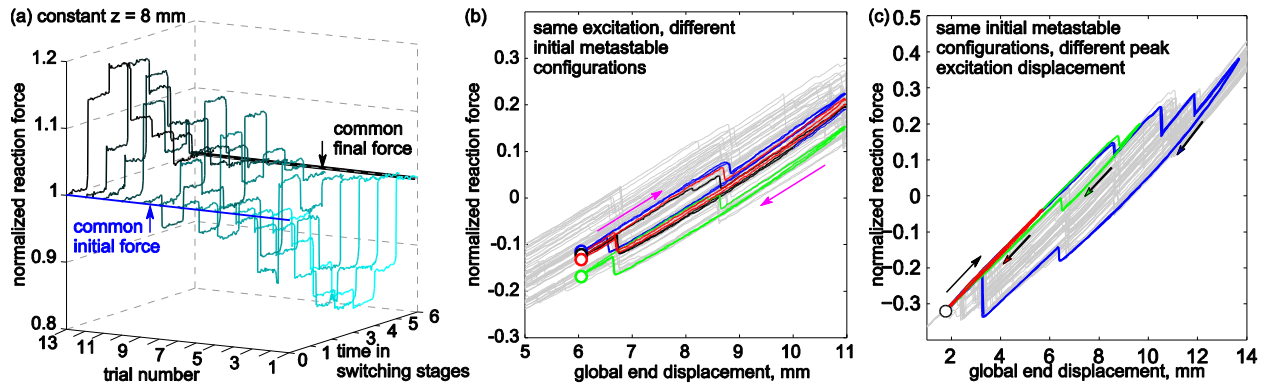 (a) constant z = 8 mm
normalized reaction force
1.2
1.1
1
0.9
0.8
common
final force
common
initial force
13 11 9 7 5 3 1
trial number
0 1 3 4 5 6
time in
switching stages
(b)
same excitation, different
initial metastable
configurations
normalized reaction force
0.3
0.2
0.1
0
-0.1
-0.2
-0.3
5 6 7 8 9 10 11
global end displacement, mm
(c)
same initial metastable
configurations, different peak
excitation displacement
normalized reaction force
0.5
0.4
0.3
0.2
0.1
0
-0.1
-0.2
-0.3
2 4 6 8 10 12 14
global end displacement, mm